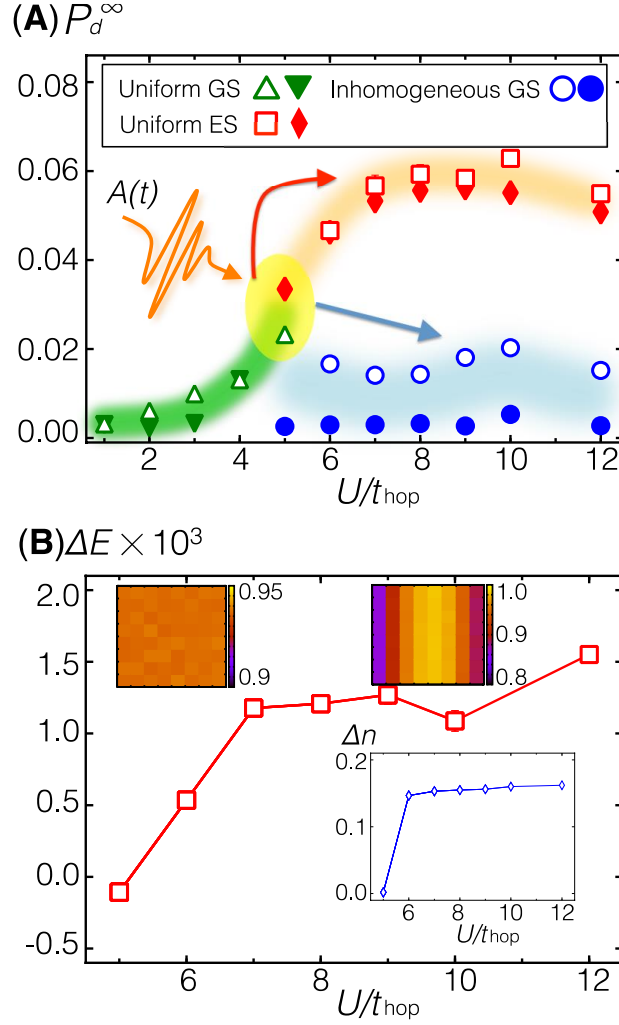 (A) P_d^∞
0.08
0.06
0.04
0.02
0.00
Uniform GS
Inhomogeneous GS
Uniform ES
A(t)
2 4 6 8 10 12
U/t_hop
(B) ΔE × 10³
2.0
1.5
1.0
0.5
0.0
-0.5
0.95
0.9
1.0
0.9
0.8
Δn
0.2
0.1
0.0
6 8 10 12
U/t_hop
6 8 10 12
U/t_hop